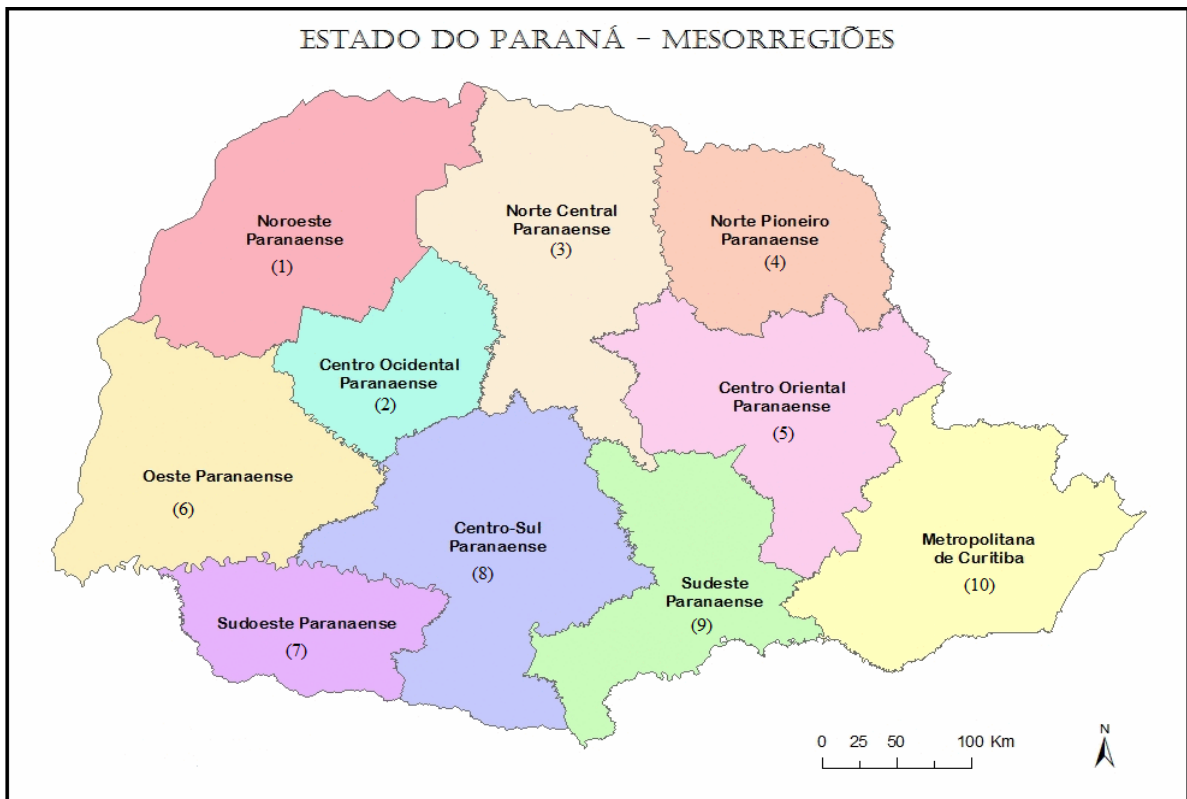 ESTADO DO PARANÁ – MESORREGIÕES
Noroeste
Paranaense
(1)
Norte Central
Paranaense
(3)
Norte Pioneiro
Paranaense
(4)
Centro Ocidental
Paranaense
(2)
Centro Oriental
Paranaense
(5)
Oeste Paranaense
(6)
Centro-Sul
Paranaense
(8)
Metropolitana
de Curitiba
(10)
Sudeste
Paranaense
(9)
Sudoeste Paranaense
(7)
N
0 25 50 100 Km